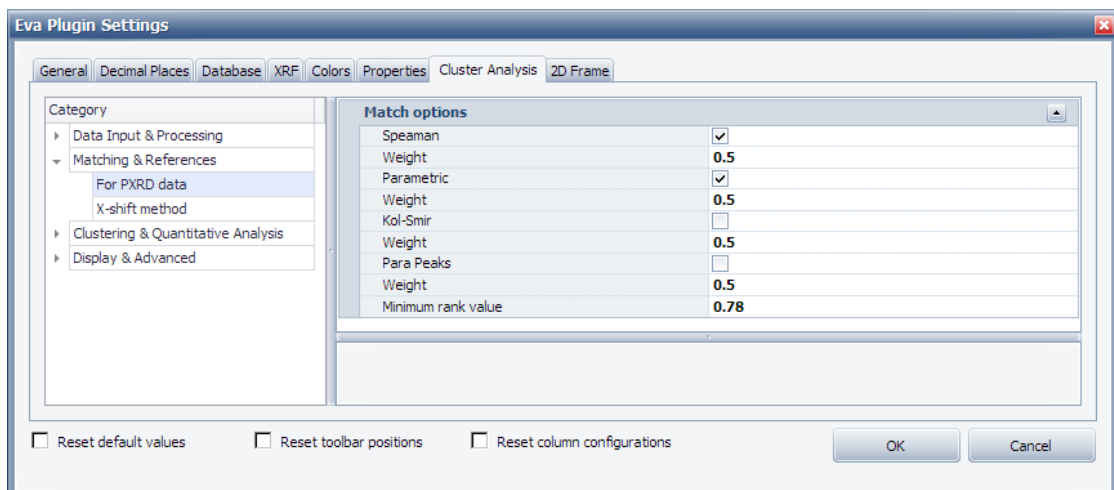 Eva Plugin Settings
General Decimal Places Database XRF Colors Properties Cluster Analysis 2D Frame
Category
Data Input & Processing
Matching & References
For PXRD data
X-shift method
Clustering & Quantitative Analysis
Display & Advanced
Match options
Speaman
Weight 0.5
Parametric
Weight 0.5
Kol-Smir
Weight 0.5
Para Peaks
Weight 0.5
Minimum rank value 0.78
Reset default values Reset toolbar positions Reset column configurations OK Cancel